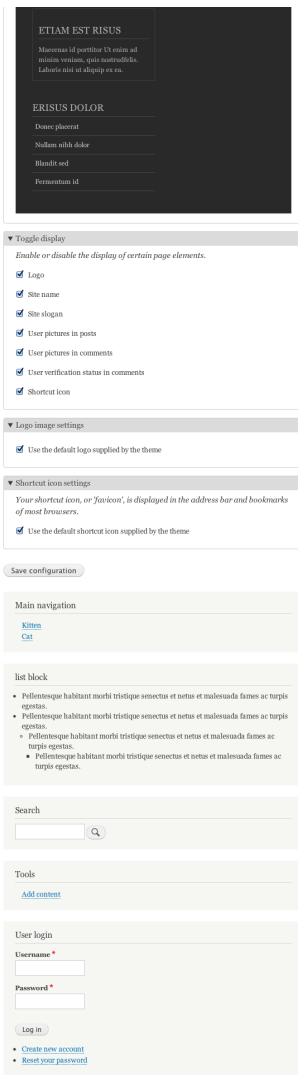 ETIAM EST RISUS
Maecenas id porttitor Ut enim ad
minim veniam, quis nostrudfelis.
Laboris nisi ut aliquip ex ea.
ERISUS DOLOR
Donec placerat
Nullam nibh dolor
Blandit sed
Fermentum id
▼ Toggle display
Enable or disable the display of certain page elements.
Logo
Site name
Site slogan
User pictures in posts
User pictures in comments
User verification status in comments
Shortcut icon
▼ Logo image settings
Use the default logo supplied by the theme
▼ Shortcut icon settings
Your shortcut icon, or 'favicon', is displayed in the address bar and bookmarks
of most browsers.
Use the default shortcut icon supplied by the theme
Save configuration
Main navigation
Kitten
Cat
list block
Pellentesque habitant morbi tristique senectus et netus et malesuada fames ac turpis
egestas.
Pellentesque habitant morbi tristique senectus et netus et malesuada fames ac turpis
egestas.
Pellentesque habitant morbi tristique senectus et netus et malesuada fames ac
turpis egestas.
Pellentesque habitant morbi tristique senectus et netus et malesuada fames ac
turpis egestas.
Search
Tools
Add content
User login
Username *
Password *
Log in
Create new account
Reset your password